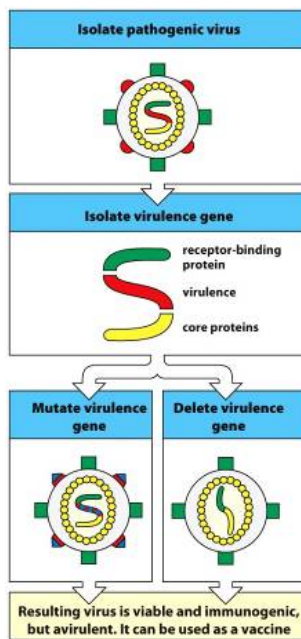 Isolate pathogenic virus
Isolate virulence gene
receptor-binding
protein
virulence
core proteins
Mutate virulence
gene
Delete virulence
gene
Resulting virus is viable and immunogenic,
but avirulent. It can be used as a vaccine